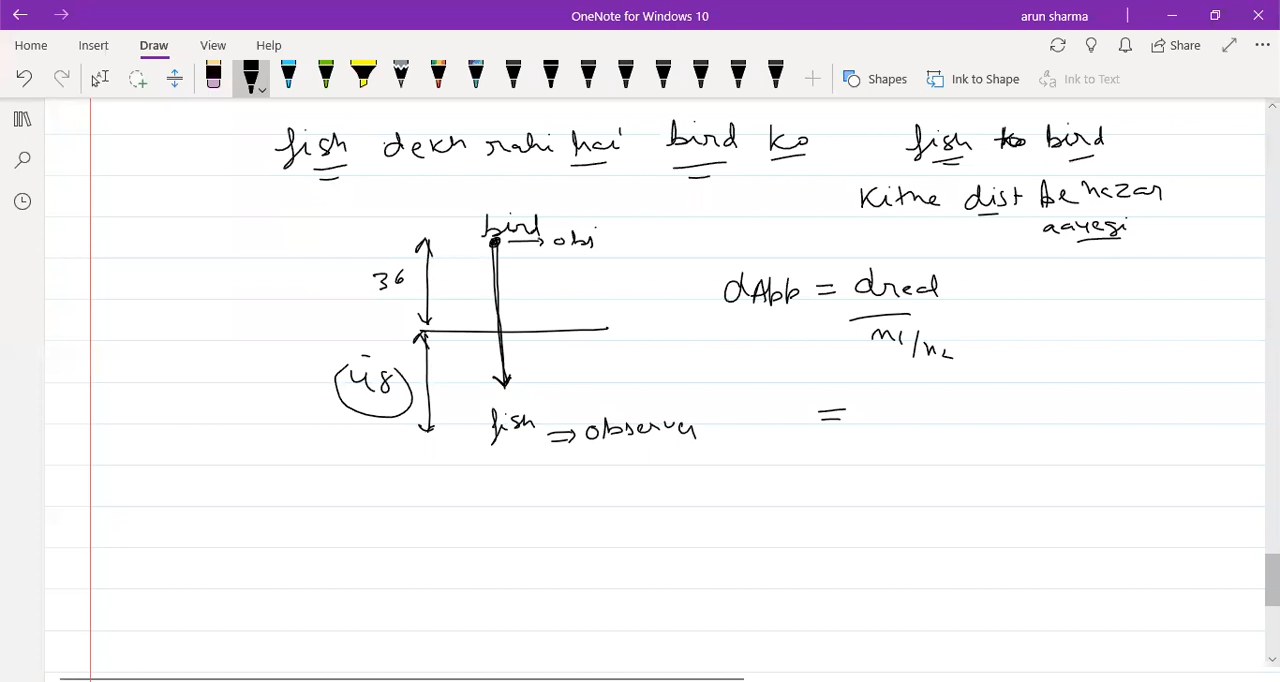 OneNote for Windows 10
arun sharma
Home Insert Draw View Help
Share
Shapes Ink to Shape Ink to Text
fish dekh rahi hai bird ko
fish ko bird
Kitne dist pe nazar
aayegi
bird → obj
36
dApp = dreal / n1/n2
48
fish ⇒ observer
=